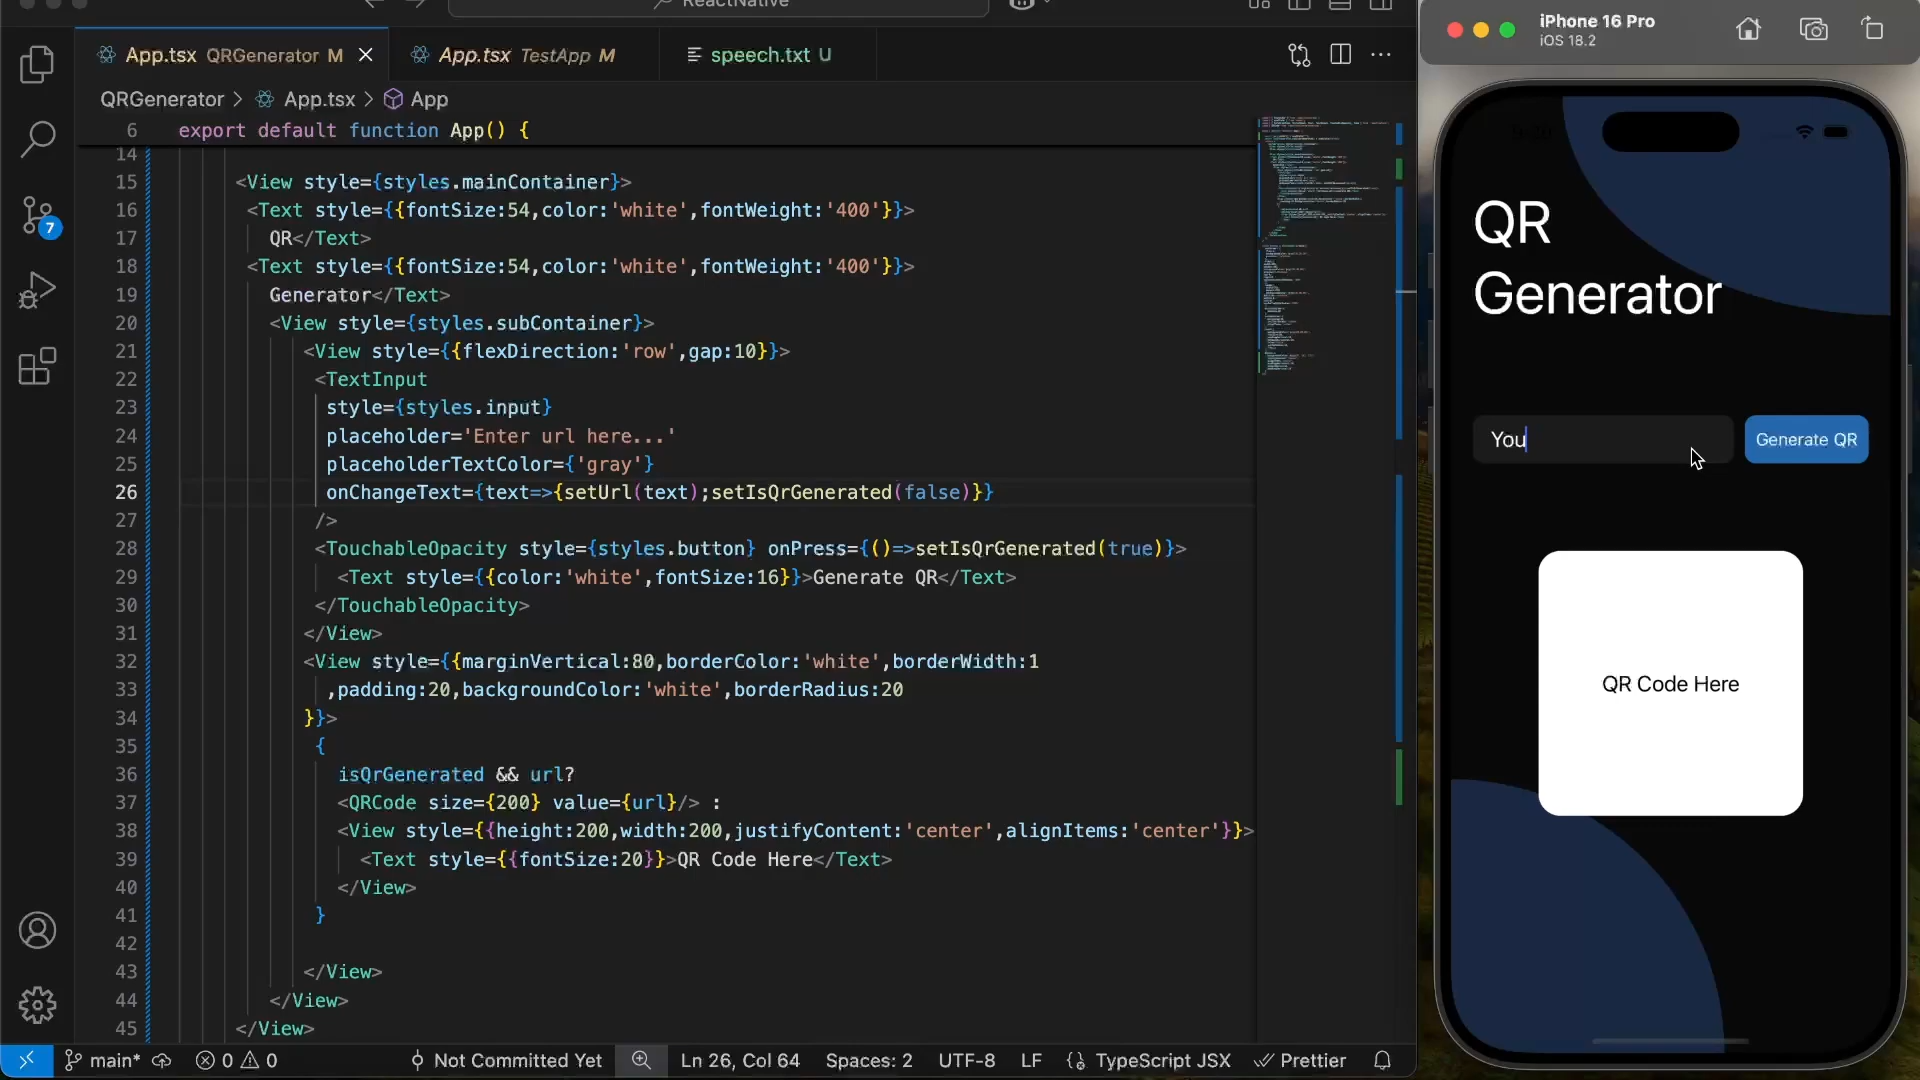 ReactNative
App.tsx QRGenerator M
App.tsx TestApp M
speech.txt U
QRGenerator > App.tsx > App
6 export default function App() {
14
15 <View style={styles.mainContainer}>
16 <Text style={{fontSize:54,color:'white',fontWeight:'400'}}>
17 QR</Text>
18 <Text style={{fontSize:54,color:'white',fontWeight:'400'}}>
19 Generator</Text>
20 <View style={styles.subContainer}>
21 <View style={{flexDirection:'row',gap:10}}>
22 <TextInput
23 style={styles.input}
24 placeholder='Enter url here...'
25 placeholderTextColor={'gray'}
26 onChangeText={text=>{setUrl(text);setIsQrGenerated(false)}}
27 />
28 <TouchableOpacity style={styles.button} onPress={()=>setIsQrGenerated(true)}>
29 <Text style={{color:'white',fontSize:16}}>Generate QR</Text>
30 </TouchableOpacity>
31 </View>
32 <View style={{marginVertical:80,borderColor:'white',borderWidth:1
33 ,padding:20,backgroundColor:'white',borderRadius:20
34 }}>
35 {
36 isQrGenerated && url?
37 <QRCode size={200} value={url}/> :
38 <View style={{height:200,width:200,justifyContent:'center',alignItems:'center'}}>
39 <Text style={{fontSize:20}}>QR Code Here</Text>
40 </View>
41 }
42
43 </View>
44 </View>
45 </View>
7
main* 0 0 Not Committed Yet Ln 26, Col 64 Spaces: 2 UTF-8 LF TypeScript JSX Prettier
iPhone 16 Pro
iOS 18.2
QR
Generator
You
Generate QR
QR Code Here